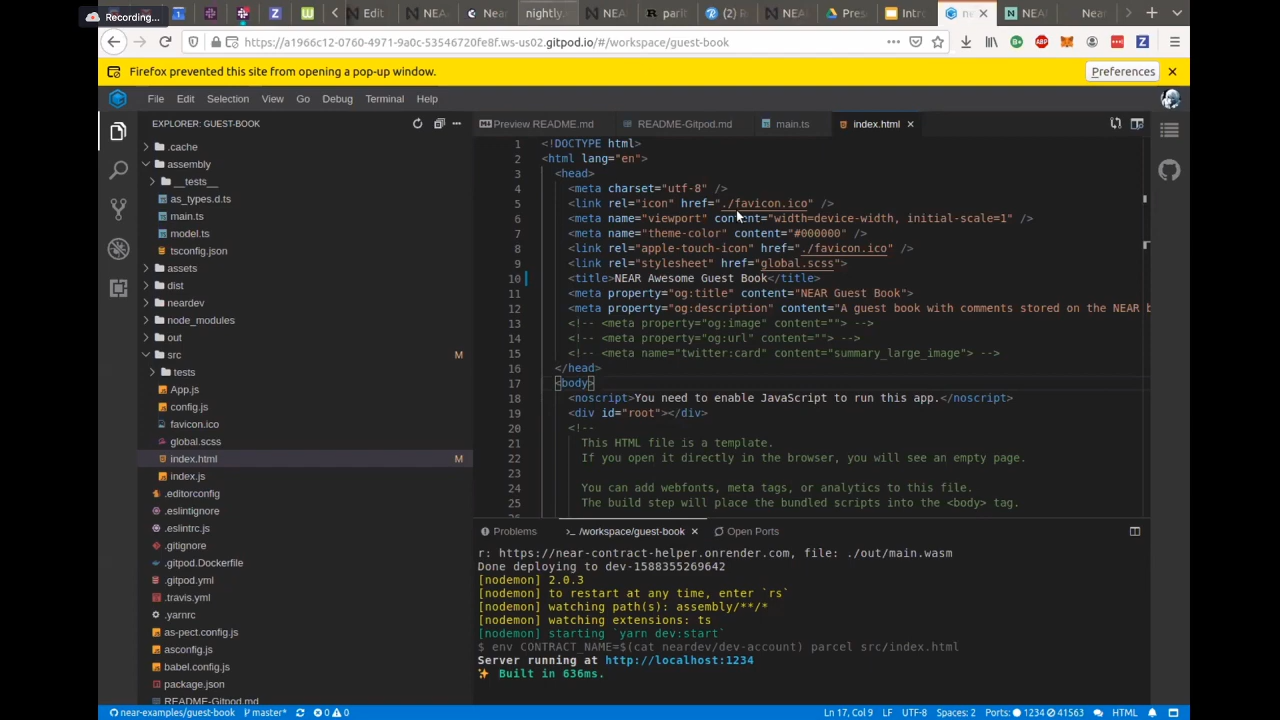 Recording...
Edit
NEA
Nea
nightly.
NEA
parit
(2) R
NEA
Pres
Intro
ne
NEA
Near
https://a1966c12-0760-4971-9a0c-53546720fe8f.ws-us02.gitpod.io/#/workspace/guest-book
Firefox prevented this site from opening a pop-up window.
Preferences
File Edit Selection View Go Debug Terminal Help
EXPLORER: GUEST-BOOK
Preview README.md
README-Gitpod.md
main.ts
index.html
.cache
assembly
__tests__
as_types.d.ts
main.ts
model.ts
tsconfig.json
assets
dist
neardev
node_modules
out
src M
tests
App.js
config.js
favicon.ico
global.scss
index.html M
index.js
.editorconfig
.eslintignore
.eslintrc.js
.gitignore
.gitpod.Dockerfile
.gitpod.yml
.travis.yml
.yarnrc
as-pect.config.js
asconfig.js
babel.config.js
package.json
README-Gitpod.md
1 <!DOCTYPE html>
2 <html lang="en">
3 <head>
4 <meta charset="utf-8" />
5 <link rel="icon" href="./favicon.ico" />
6 <meta name="viewport" content="width=device-width, initial-scale=1" />
7 <meta name="theme-color" content="#000000" />
8 <link rel="apple-touch-icon" href="./favicon.ico" />
9 <link rel="stylesheet" href="global.scss">
10 <title>NEAR Awesome Guest Book</title>
11 <meta property="og:title" content="NEAR Guest Book">
12 <meta property="og:description" content="A guest book with comments stored on the NEAR b
13 <!-- <meta property="og:image" content=""> -->
14 <!-- <meta property="og:url" content=""> -->
15 <!-- <meta name="twitter:card" content="summary_large_image"> -->
16 </head>
17 <body>
18 <noscript>You need to enable JavaScript to run this app.</noscript>
19 <div id="root"></div>
20 <!--
21 This HTML file is a template.
22 If you open it directly in the browser, you will see an empty page.
23
24 You can add webfonts, meta tags, or analytics to this file.
25 The build step will place the bundled scripts into the <body> tag.
Problems
/workspace/guest-book
Open Ports
r: https://near-contract-helper.onrender.com, file: ./out/main.wasm
Done deploying to dev-1588355269642
[nodemon] 2.0.3
[nodemon] to restart at any time, enter `rs`
[nodemon] watching path(s): assembly/**/*
[nodemon] watching extensions: ts
[nodemon] starting `yarn dev:start`
$ env CONTRACT_NAME=$(cat neardev/dev-account) parcel src/index.html
Server running at http://localhost:1234
Built in 636ms.
near-examples/guest-book
master*
0 0
Ln 17, Col 9 LF UTF-8 Spaces: 2 Ports: 1234 41563 HTML